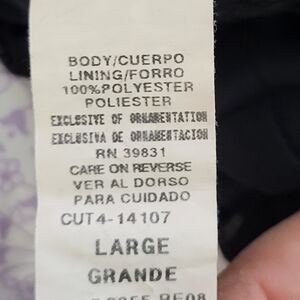 BODY/CUERPO
LINING/FORRO
100%POLYESTER
POLIESTER
EXCLUSIVE OF ORNAMENTATION
EXCLUSIVA DE ORNAMENTACION
RN 39831
CARE ON REVERSE
VER AL DORSO
PARA CUIDADO
CUT4-14107
LARGE
GRANDE